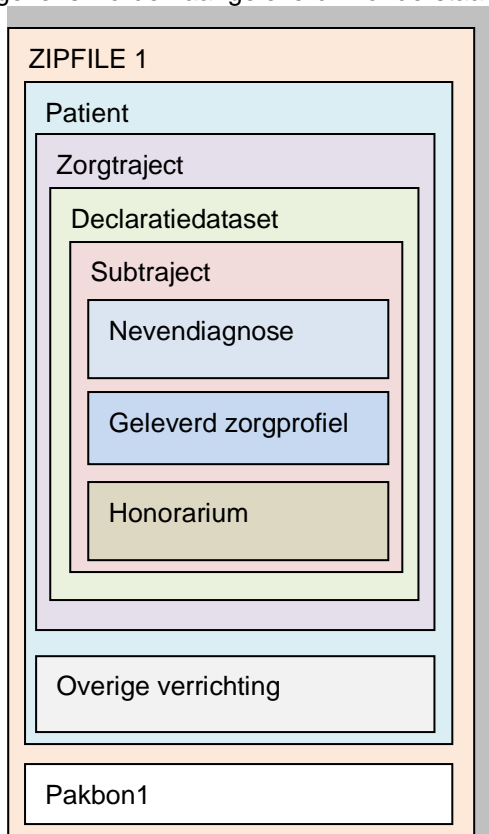 ZIPFILE 1
Patient
Zorgtraject
Declaratiedataset
Subtraject
Nevendiagnose
Geleverd zorgprofiel
Honorarium
Overige verrichting
Pakbon1